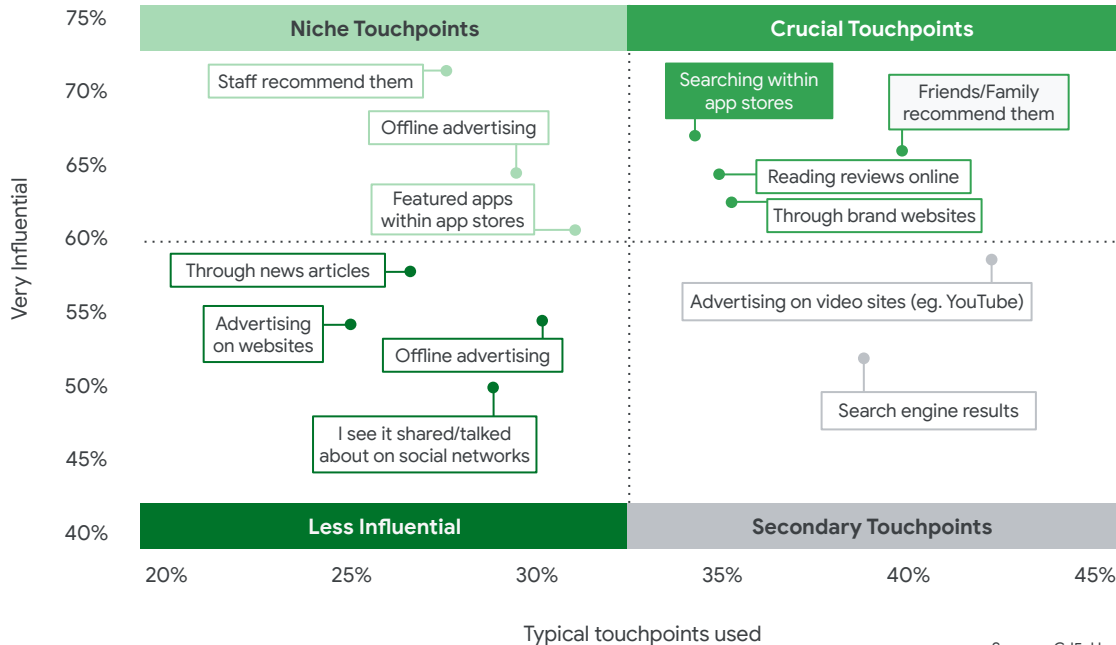 75%
Niche Touchpoints
Crucial Touchpoints
Staff recommend them
Searching within
app stores
Friends/Family
recommend them
70%
Offline advertising
65%
Reading reviews online
Featured apps
within app stores
Through brand websites
60%
Very Influential
Through news articles
Advertising on video sites (eg. YouTube)
55%
Advertising
on websites
Offline advertising
50%
Search engine results
I see it shared/talked
about on social networks
45%
Less Influential
Secondary Touchpoints
40%
20%
25%
30%
35%
40%
45%
Typical touchpoints used